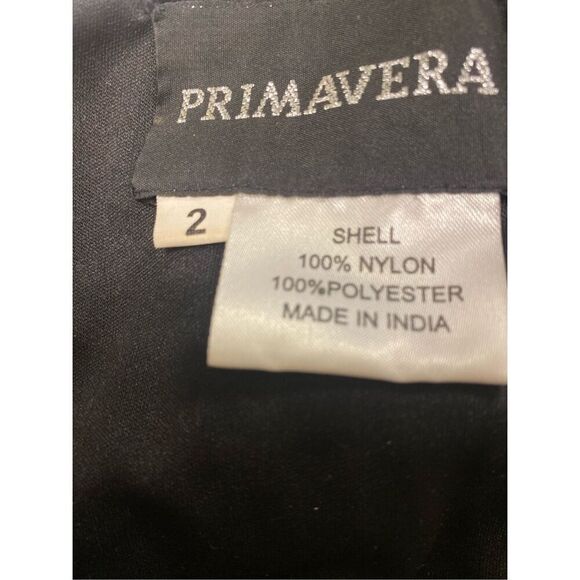 PRIMAVERA
2
SHELL
100% NYLON
100%POLYESTER
MADE IN INDIA